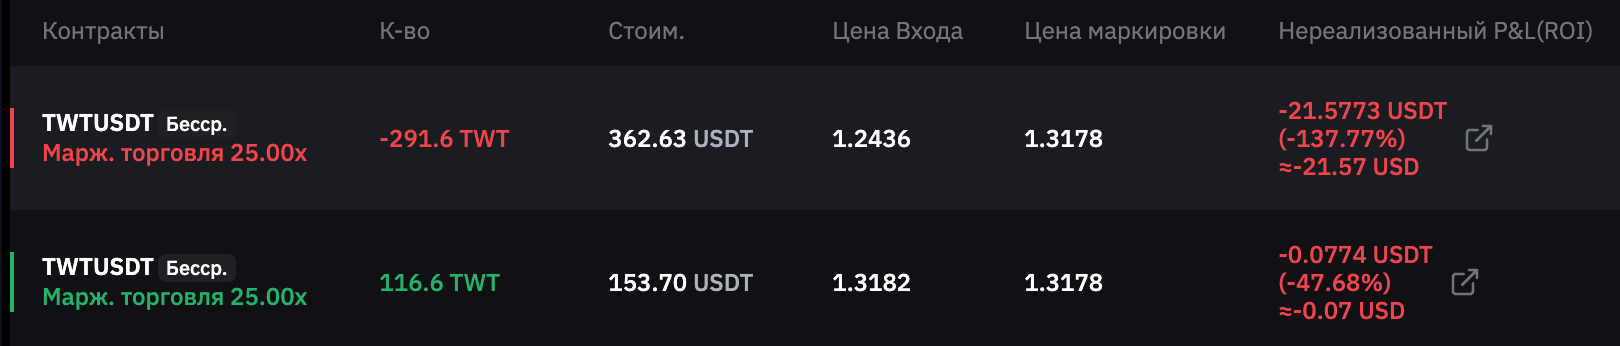 Контракты К-во Стоим. Цена Входа Цена маркировки Нереализованный P&L(ROI)
TWTUSDT Бесср.
Марж. торговля 25.00x
-291.6 TWT
362.63 USDT
1.2436
1.3178
-21.5773 USDT
(-137.77%)
≈-21.57 USD
TWTUSDT Бесср.
Марж. торговля 25.00x
116.6 TWT
153.70 USDT
1.3182
1.3178
-0.0774 USDT
(-47.68%)
≈-0.07 USD